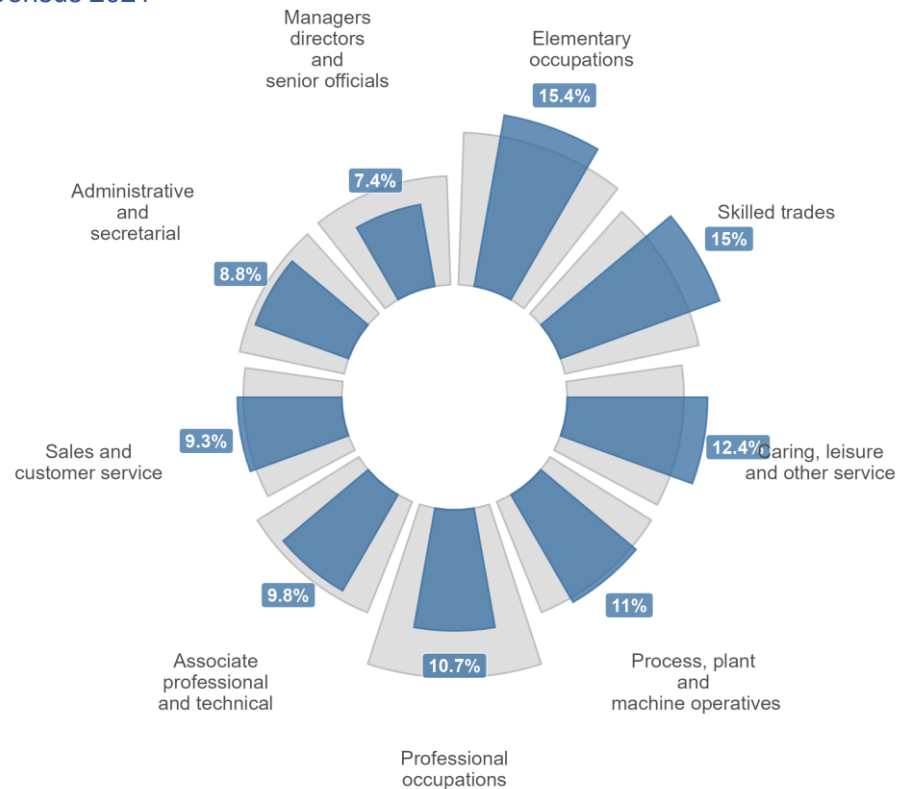 Census 2021
Managers
directors
and
senior officials
7.4%
Elementary
occupations
15.4%
Skilled trades
15%
Caring, leisure
and other service
12.4%
Process, plant
and
machine operatives
11%
Professional
occupations
10.7%
Associate
professional
and technical
9.8%
Sales and
customer service
9.3%
Administrative
and
secretarial
8.8%